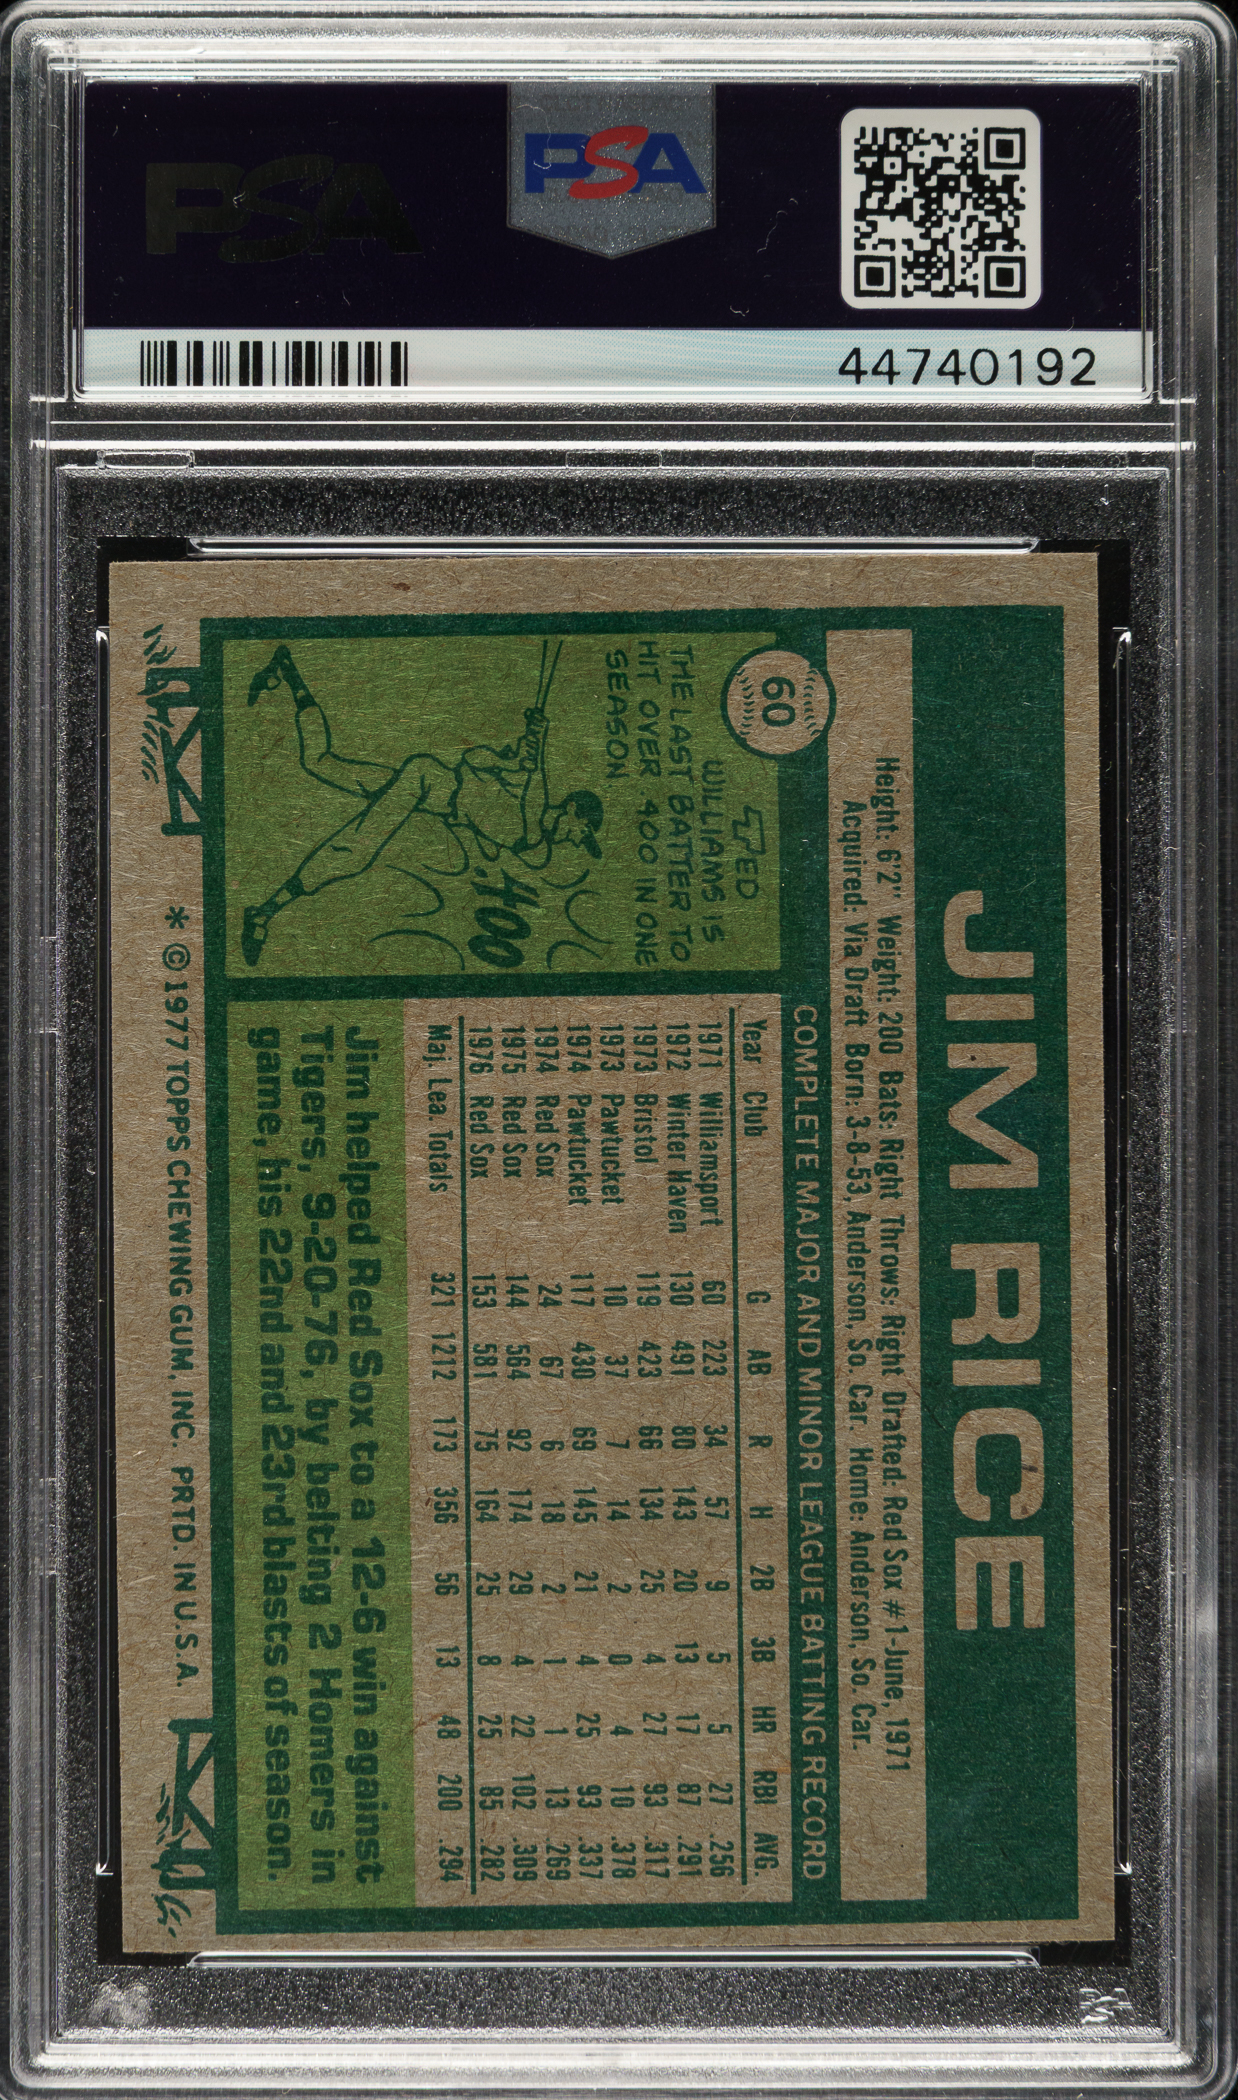 PSA
PSA
44740192
JIM RICE
Height: 6'2" Weight: 200 Bats: Right Throws: Right Drafted: Red Sox #1-June, 1971
Acquired: Via Draft Born: 3-8-53, Anderson, So. Car. Home: Anderson, So. Car.
60
TED
WILLIAMS IS
THE LAST BATTER TO
HIT OVER .400 IN ONE
SEASON.
.400
COMPLETE MAJOR AND MINOR LEAGUE BATTING RECORD
Year Club G AB R H 2B 3B HR RBI AVG.
1971 Williamsport 60 223 34 57 9 5 5 27 .256
1972 Winter Haven 130 491 80 143 20 13 17 87 .291
1973 Bristol 119 423 66 134 25 4 27 93 .317
1973 Pawtucket 10 37 7 14 2 0 4 10 .378
1974 Pawtucket 117 430 69 145 21 4 25 93 .337
1974 Red Sox 24 67 6 18 2 1 1 13 .269
1975 Red Sox 144 564 92 174 29 4 22 102 .309
1976 Red Sox 153 581 75 164 25 8 25 85 .282
Maj. Lea. Totals 321 1212 173 356 56 13 48 200 .294
Jim helped Red Sox to a 12-6 win against
Tigers, 9-20-76, by belting 2 Homers in
game, his 22nd and 23rd blasts of season.
* © 1977 TOPPS CHEWING GUM, INC. PRTD. IN U.S.A.